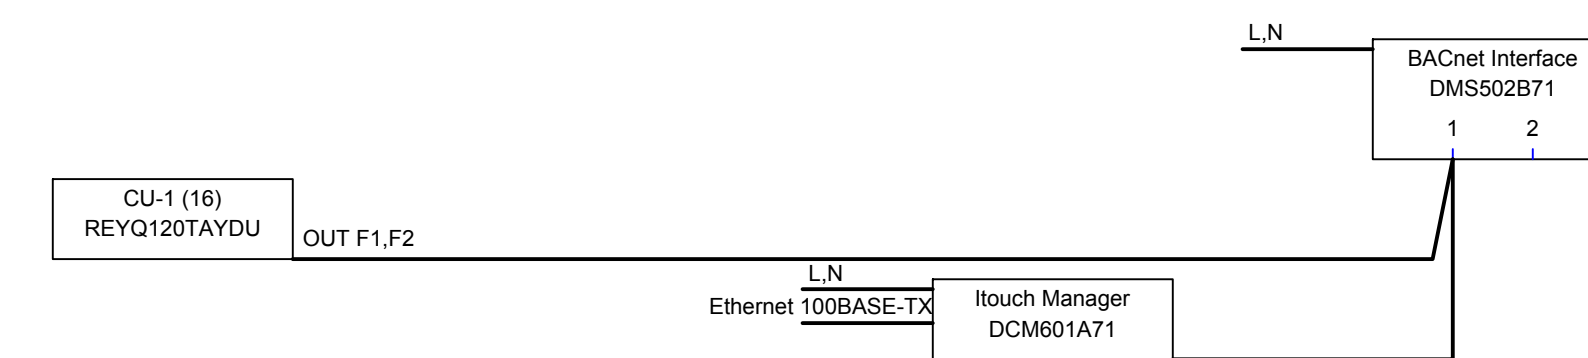 L,N
BACnet Interface
DMS502B71
1 2
CU-1 (16)
REYQ120TAYDU
OUT F1,F2
L,N
Ethernet 100BASE-TX
Itouch Manager
DCM601A71